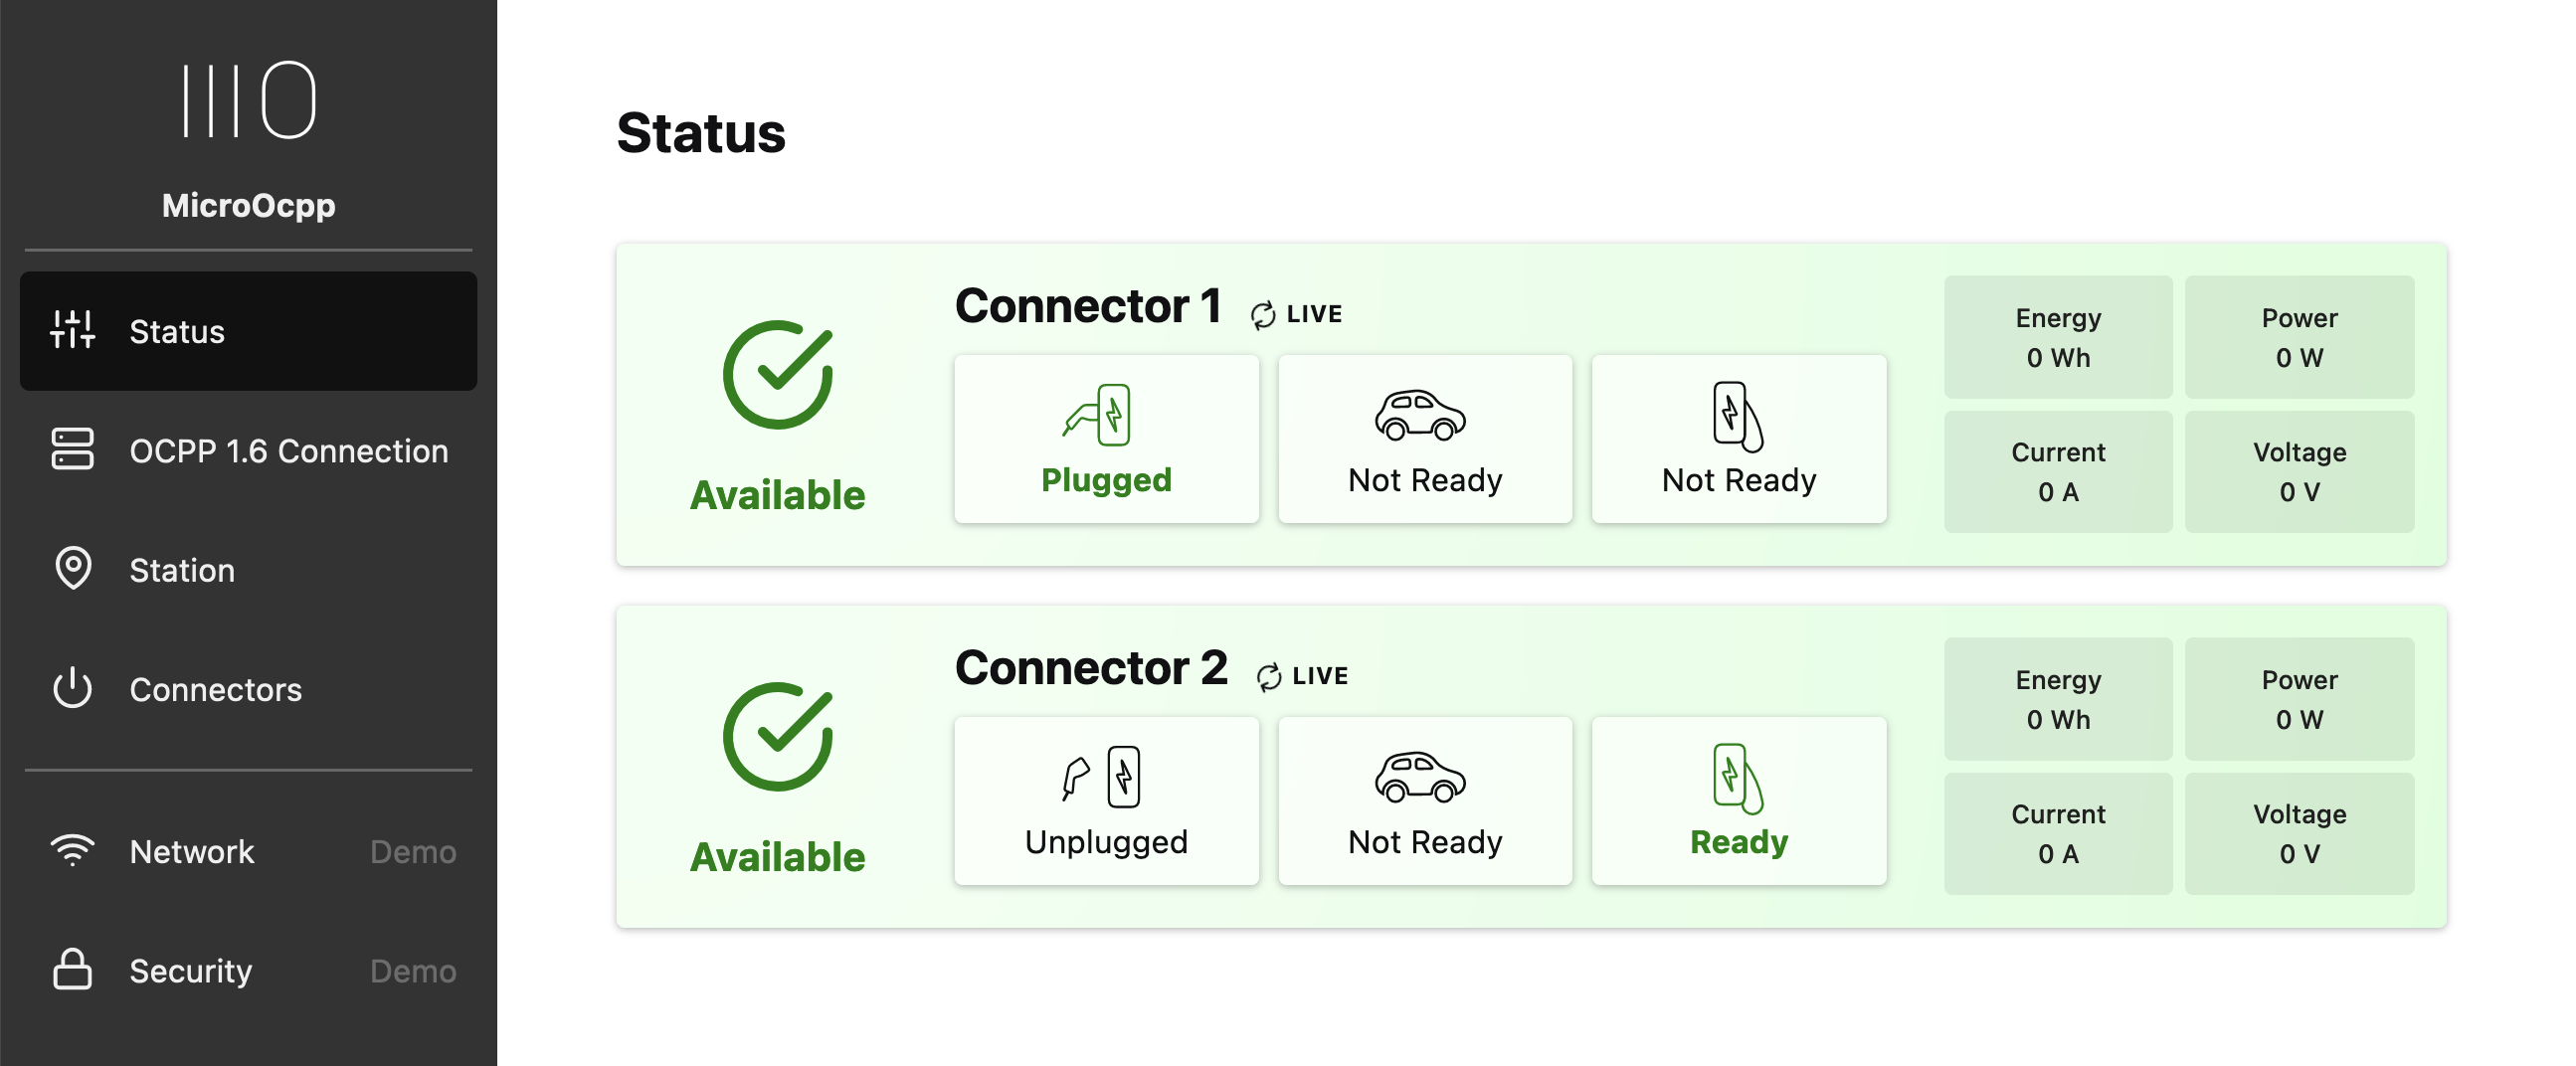 MicroOcpp
Status
OCPP 1.6 Connection
Station
Connectors
Network Demo
Security Demo
Status
Connector 1 LIVE
Available
Plugged
Not Ready
Not Ready
Energy
0 Wh
Power
0 W
Current
0 A
Voltage
0 V
Connector 2 LIVE
Available
Unplugged
Not Ready
Ready
Energy
0 Wh
Power
0 W
Current
0 A
Voltage
0 V